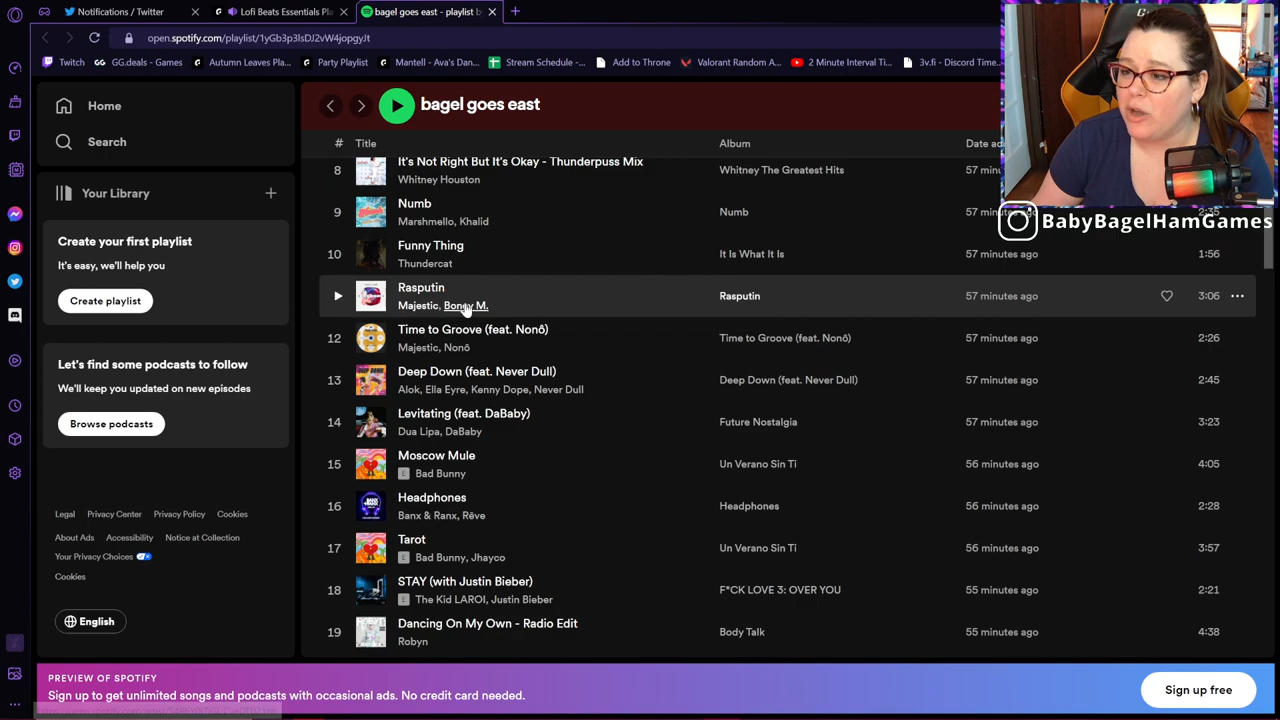 Notifications / Twitter
Lofi Beats Essentials Pla
bagel goes east - playlist b
open.spotify.com/playlist/1yGb3p3lsDJ2vW4jopgyJt
Twitch
GG.deals - Games
Autumn Leaves Pla...
Party Playlist
Mantell - Ava's Dan...
Stream Schedule -...
Add to Throne
Valorant Random A...
2 Minute Interval Ti...
3v.fi - Discord Time...
Home
Search
Your Library
Create your first playlist
It's easy, we'll help you
Create playlist
Let's find some podcasts to follow
We'll keep you updated on new episodes
Browse podcasts
Legal Privacy Center Privacy Policy Cookies
About Ads Accessibility Notice at Collection
Your Privacy Choices
Cookies
English
bagel goes east
# Title Album Date ad
8 It's Not Right But It's Okay - Thunderpuss Mix Whitney The Greatest Hits 57 minu
Whitney Houston
9 Numb Numb 57 minutes ago 2:35
Marshmello, Khalid
10 Funny Thing It Is What It Is 57 minutes ago 1:56
Thundercat
Rasputin Rasputin 57 minutes ago 3:06
Majestic, Boney M.
12 Time to Groove (feat. Nonô) Time to Groove (feat. Nonô) 57 minutes ago 2:26
Majestic, Nonô
13 Deep Down (feat. Never Dull) Deep Down (feat. Never Dull) 57 minutes ago 2:45
Alok, Ella Eyre, Kenny Dope, Never Dull
14 Levitating (feat. DaBaby) Future Nostalgia 57 minutes ago 3:23
Dua Lipa, DaBaby
15 Moscow Mule Un Verano Sin Ti 56 minutes ago 4:05
E Bad Bunny
16 Headphones Headphones 56 minutes ago 2:28
Banx & Ranx, Rêve
17 Tarot Un Verano Sin Ti 56 minutes ago 3:57
E Bad Bunny, Jhayco
18 STAY (with Justin Bieber) F*CK LOVE 3: OVER YOU 55 minutes ago 2:21
E The Kid LAROI, Justin Bieber
19 Dancing On My Own - Radio Edit Body Talk 55 minutes ago 4:38
Robyn
BabyBagelHamGames
PREVIEW OF SPOTIFY
Sign up to get unlimited songs and podcasts with occasional ads. No credit card needed.
Sign up free